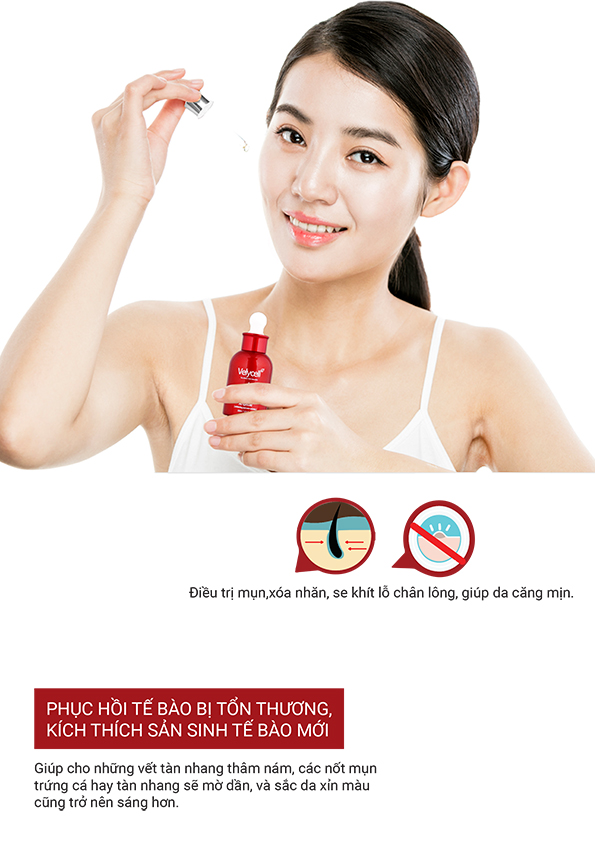 Velycell
Điều trị mụn,xóa nhăn, se khít lỗ chân lông, giúp da căng mịn.
PHỤC HỒI TẾ BÀO BỊ TỔN THƯƠNG,
KÍCH THÍCH SẢN SINH TẾ BÀO MỚI
Giúp cho những vết tàn nhang thâm nám, các nốt mụn
trứng cá hay tàn nhang sẽ mờ dần, và sắc da xỉn màu
cũng trở nên sáng hơn.